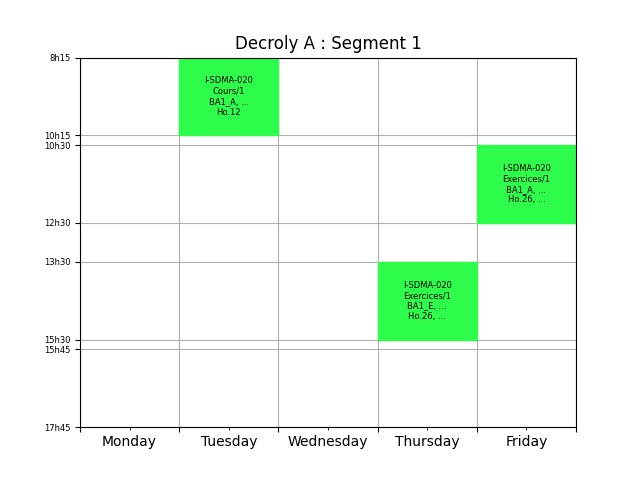 Decroly A : Segment 1
8h15
I-SDMA-020
Cours/1
BA1_A, ...
Ho.12
10h15
10h30
I-SDMA-020
Exercices/1
BA1_A, ...
Ho.26, ...
12h30
13h30
I-SDMA-020
Exercices/1
BA1_E, ...
Ho.26, ...
15h30
15h45
17h45
Monday Tuesday Wednesday Thursday Friday